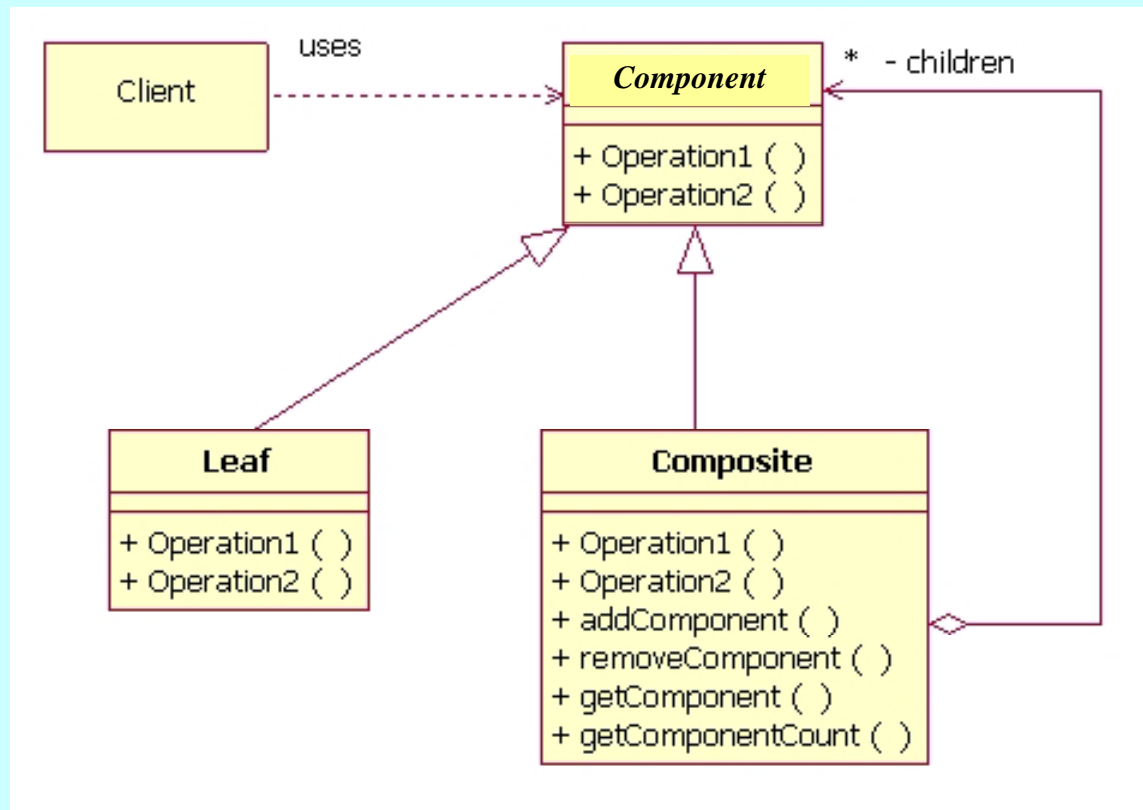 uses
Client
Component
* - children
+ Operation1 ( )
+ Operation2 ( )
Leaf
+ Operation1 ( )
+ Operation2 ( )
Composite
+ Operation1 ( )
+ Operation2 ( )
+ addComponent ( )
+ removeComponent ( )
+ getComponent ( )
+ getComponentCount ( )